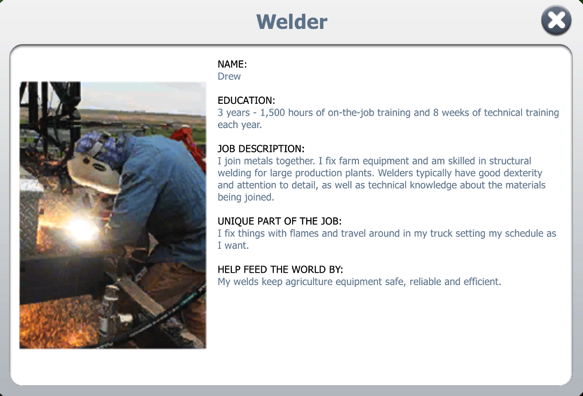 Welder
NAME:
Drew
EDUCATION:
3 years - 1,500 hours of on-the-job training and 8 weeks of technical training
each year.
JOB DESCRIPTION:
I join metals together. I fix farm equipment and am skilled in structural
welding for large production plants. Welders typically have good dexterity
and attention to detail, as well as technical knowledge about the materials
being joined.
UNIQUE PART OF THE JOB:
I fix things with flames and travel around in my truck setting my schedule as
I want.
HELP FEED THE WORLD BY:
My welds keep agriculture equipment safe, reliable and efficient.